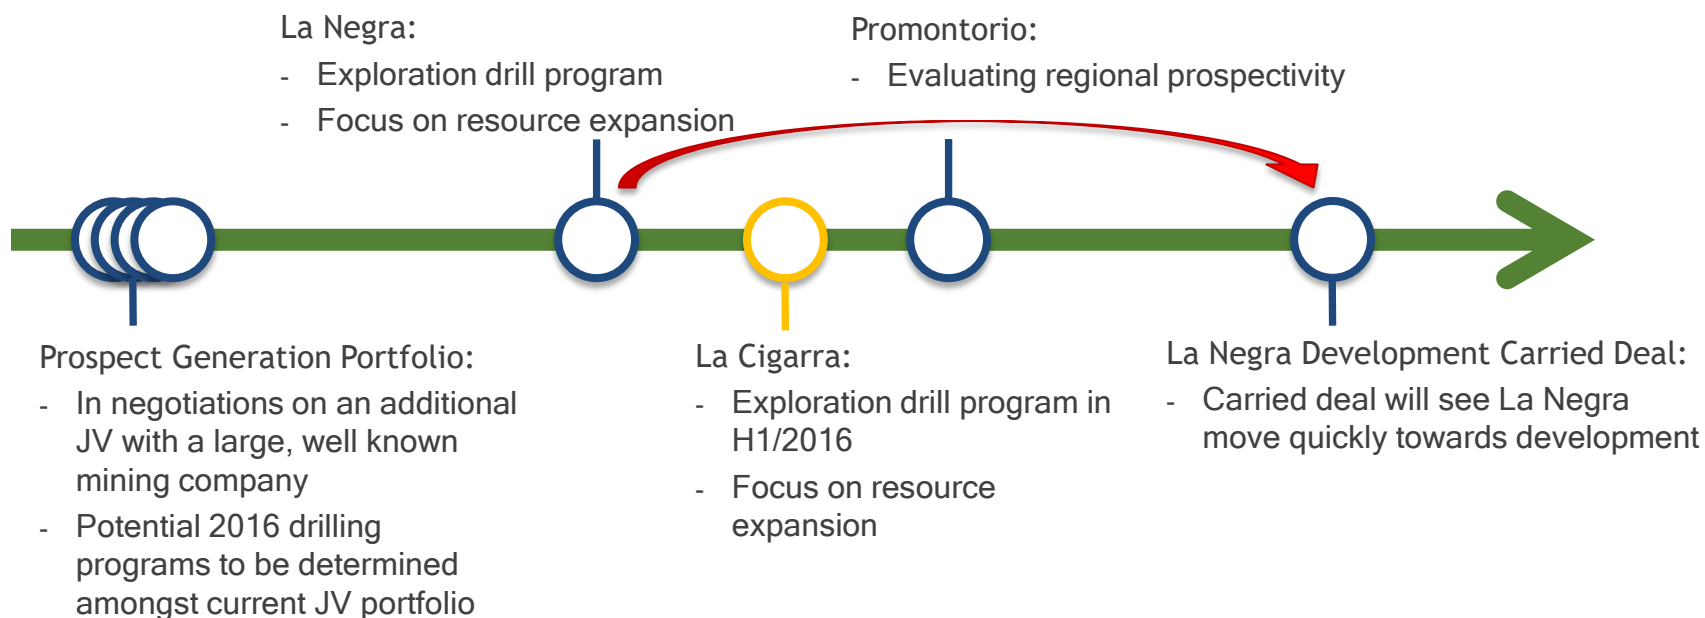 La Negra:
- Exploration drill program
- Focus on resource expansion
Promontorio:
- Evaluating regional prospectivity
Prospect Generation Portfolio:
- In negotiations on an additional
JV with a large, well known
mining company
- Potential 2016 drilling
programs to be determined
amongst current JV portfolio
La Cigarra:
- Exploration drill program in
H1/2016
- Focus on resource
expansion
La Negra Development Carried Deal:
- Carried deal will see La Negra
move quickly towards development